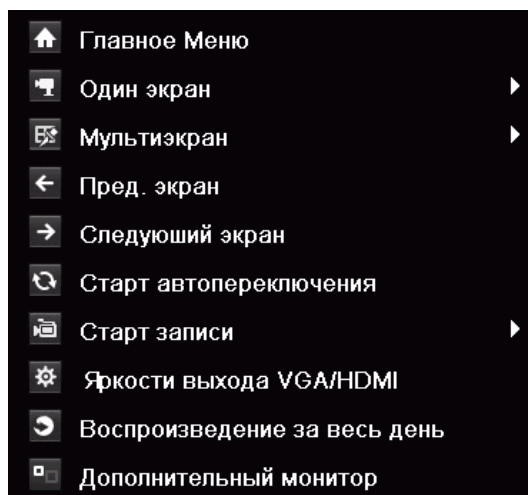 Главное Меню
Один экран
Мультиэкран
Пред. экран
Следуюший экран
Старт автопереключения
Старт записи
Яркости выхода VGA/HDMI
Воспроизведение за весь день
Дополнительный монитор